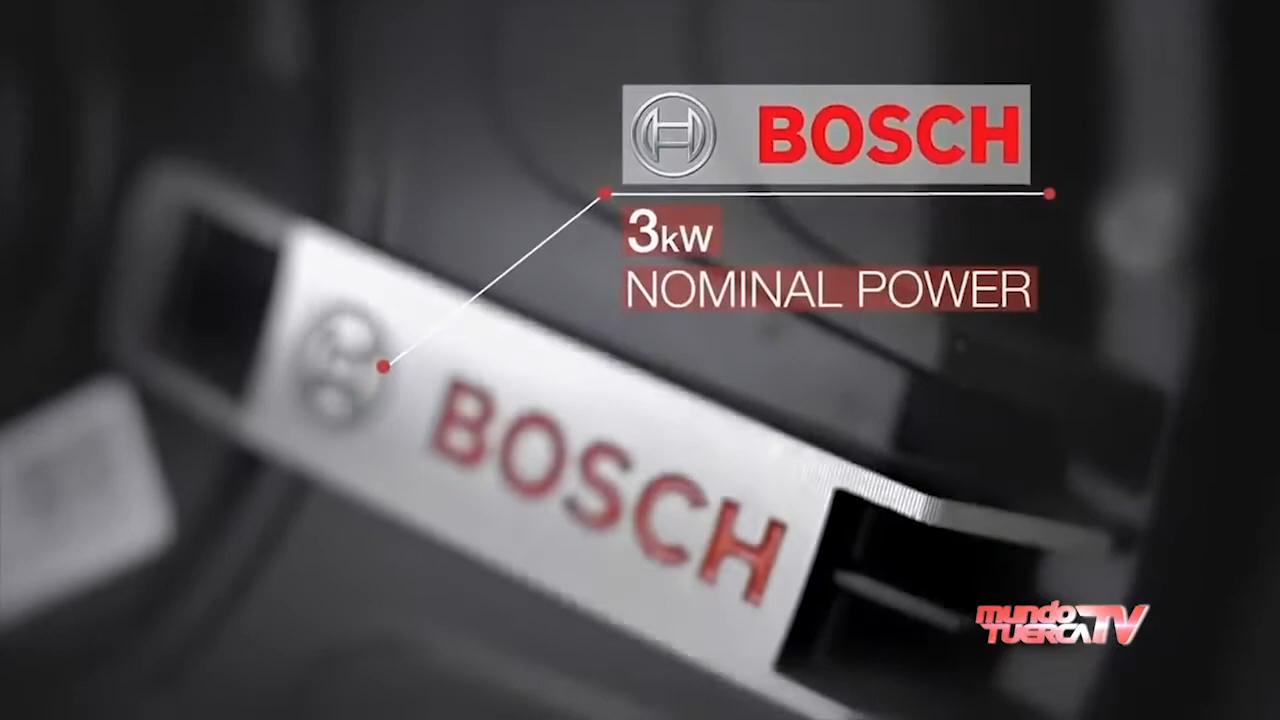 BOSCH
3kw
NOMINAL POWER
BOSCH
mundo
TUERCA TV